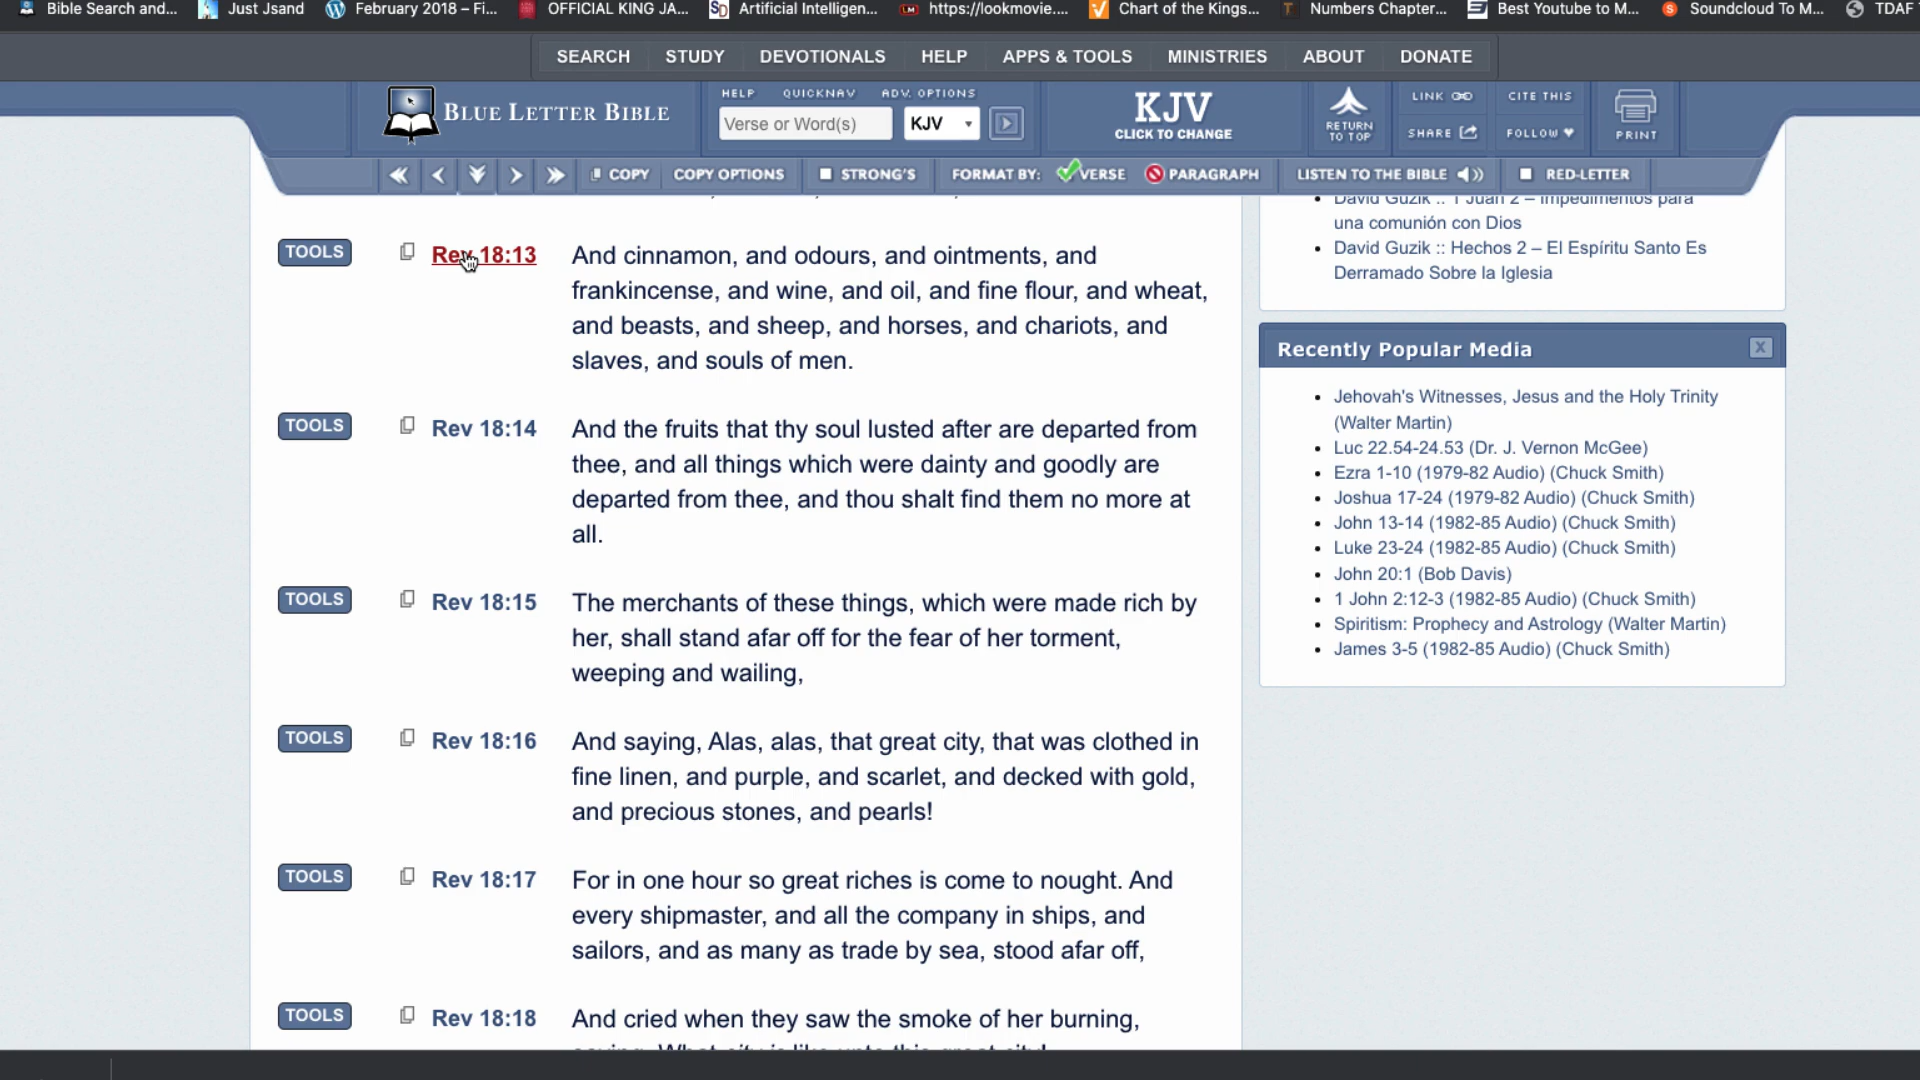 Bible Search and... Just Jsand February 2018 – Fi... OFFICIAL KING JA... Artificial Intelligen... https://lookmovie.... Chart of the Kings... Numbers Chapter... Best Youtube to M... Soundcloud To M... TDAF
SEARCH STUDY DEVOTIONALS HELP APPS & TOOLS MINISTRIES ABOUT DONATE
HELP QUICKNAV ADV. OPTIONS
BLUE LETTER BIBLE
Verse or Word(s) KJV
KJV
CLICK TO CHANGE
RETURN
TO TOP
LINK CITE THIS
SHARE FOLLOW
PRINT
COPY COPY OPTIONS STRONG'S FORMAT BY: VERSE PARAGRAPH LISTEN TO THE BIBLE RED-LETTER
TOOLS Rev 18:13 And cinnamon, and odours, and ointments, and
frankincense, and wine, and oil, and fine flour, and wheat,
and beasts, and sheep, and horses, and chariots, and
slaves, and souls of men.
TOOLS Rev 18:14 And the fruits that thy soul lusted after are departed from
thee, and all things which were dainty and goodly are
departed from thee, and thou shalt find them no more at
all.
TOOLS Rev 18:15 The merchants of these things, which were made rich by
her, shall stand afar off for the fear of her torment,
weeping and wailing,
TOOLS Rev 18:16 And saying, Alas, alas, that great city, that was clothed in
fine linen, and purple, and scarlet, and decked with gold,
and precious stones, and pearls!
TOOLS Rev 18:17 For in one hour so great riches is come to nought. And
every shipmaster, and all the company in ships, and
sailors, and as many as trade by sea, stood afar off,
TOOLS Rev 18:18 And cried when they saw the smoke of her burning,
saying, What city is like unto this great city!
David Guzik :: 1 Juan 2 – Impedimentos para
una comunión con Dios
David Guzik :: Hechos 2 – El Espíritu Santo Es
Derramado Sobre la Iglesia
Recently Popular Media X
Jehovah's Witnesses, Jesus and the Holy Trinity
(Walter Martin)
Luc 22.54-24.53 (Dr. J. Vernon McGee)
Ezra 1-10 (1979-82 Audio) (Chuck Smith)
Joshua 17-24 (1979-82 Audio) (Chuck Smith)
John 13-14 (1982-85 Audio) (Chuck Smith)
Luke 23-24 (1982-85 Audio) (Chuck Smith)
John 20:1 (Bob Davis)
1 John 2:12-3 (1982-85 Audio) (Chuck Smith)
Spiritism: Prophecy and Astrology (Walter Martin)
James 3-5 (1982-85 Audio) (Chuck Smith)